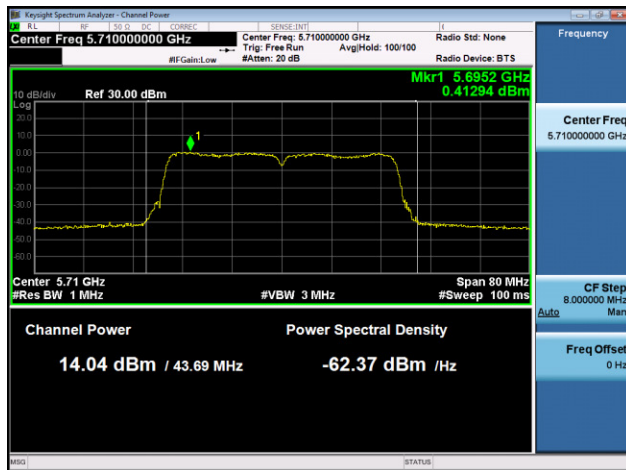 Keysight Spectrum Analyzer - Channel Power
RL RF 50 Ω DC CORREC SENSE:INT
Center Freq 5.710000000 GHz
#IFGain:Low
Center Freq: 5.710000000 GHz
Trig: Free Run Avg|Hold: 100/100
#Atten: 20 dB
Radio Std: None
Radio Device: BTS
Mkr1 5.6952 GHz
0.41294 dBm
10 dB/div Ref 30.00 dBm
Log
20.0
10.0
0.00
-10.0
-20.0
-30.0
-40.0
-50.0
-60.0
1
Center 5.71 GHz Span 80 MHz
#Res BW 1 MHz #VBW 3 MHz #Sweep 100 ms
Channel Power Power Spectral Density
14.04 dBm / 43.69 MHz -62.37 dBm /Hz
Frequency
Center Freq
5.710000000 GHz
CF Step
8.000000 MHz
Auto Man
Freq Offset
0 Hz
MSG STATUS